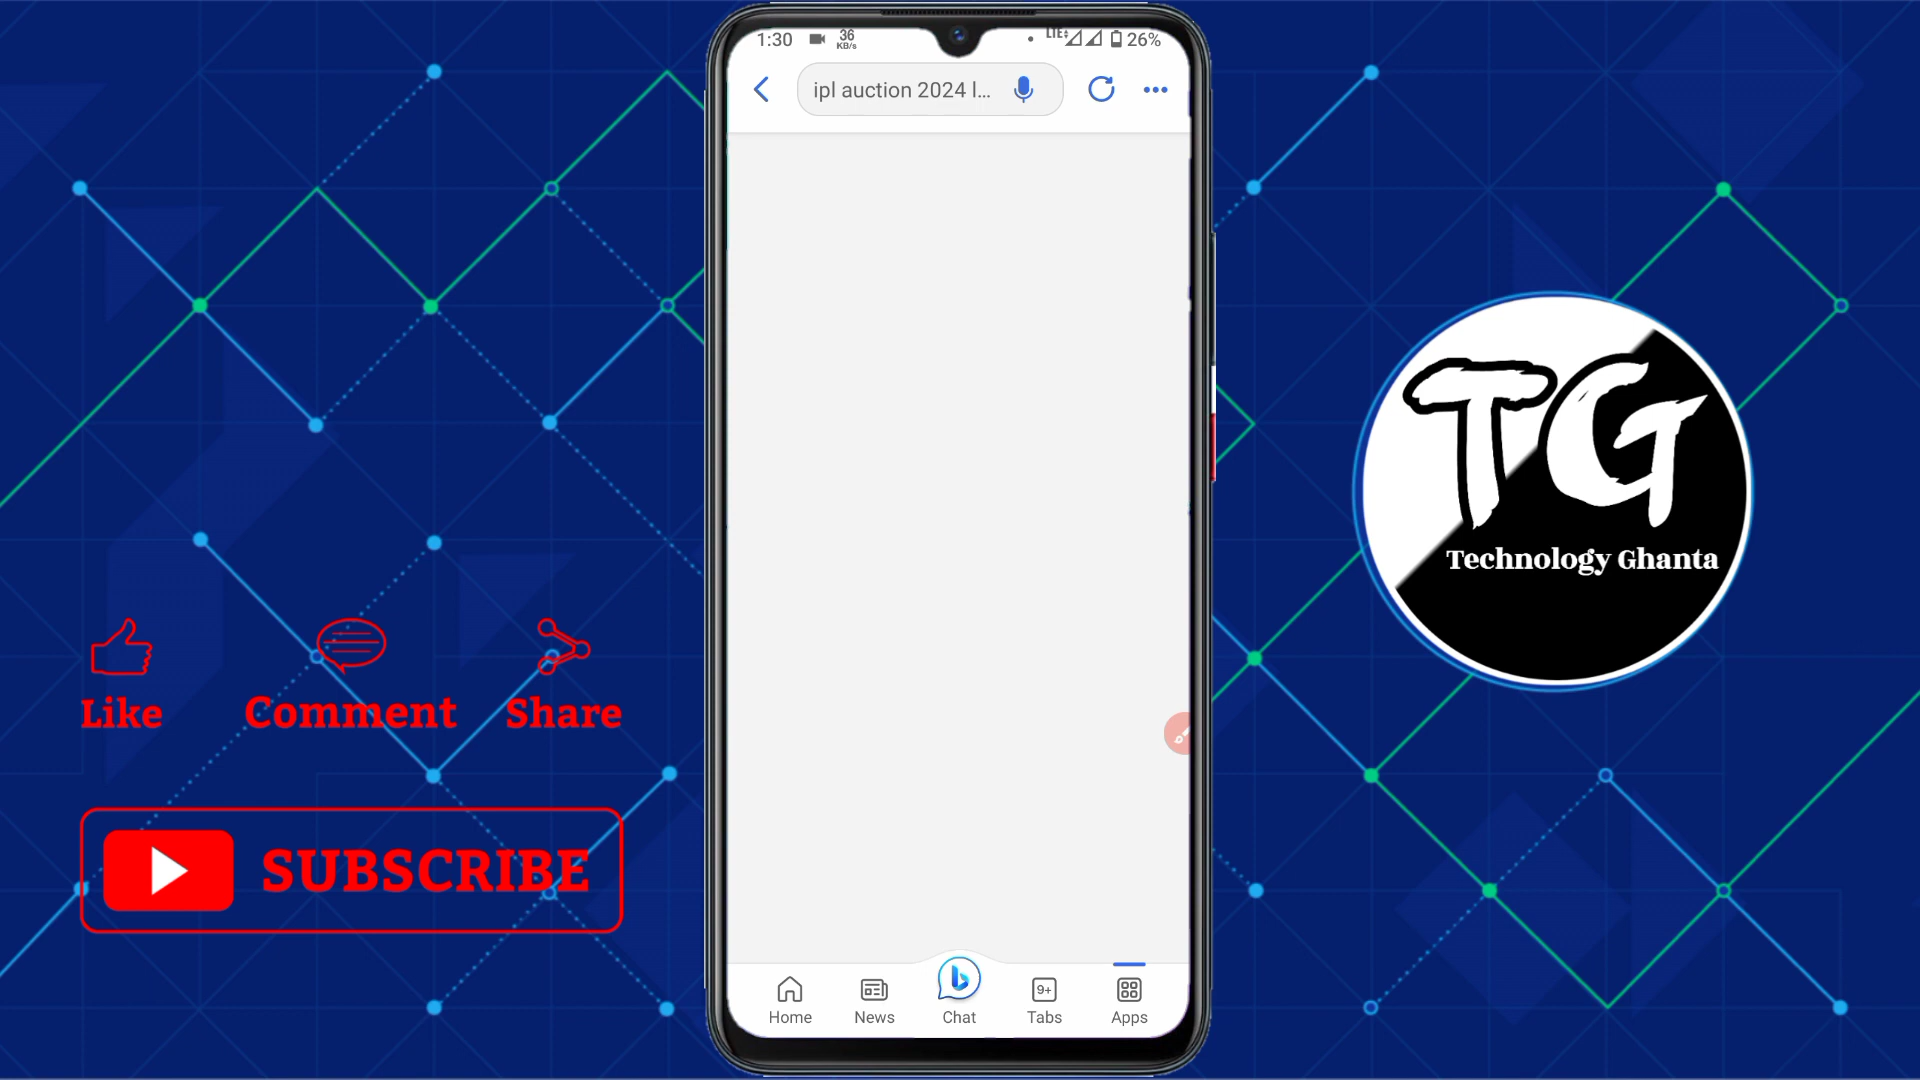 1:30
36
KB/s
LTE
26%
ipl auction 2024 l...
TG
Technology Ghanta
Like
Comment
Share
SUBSCRIBE
9+
Home
News
Chat
Tabs
Apps